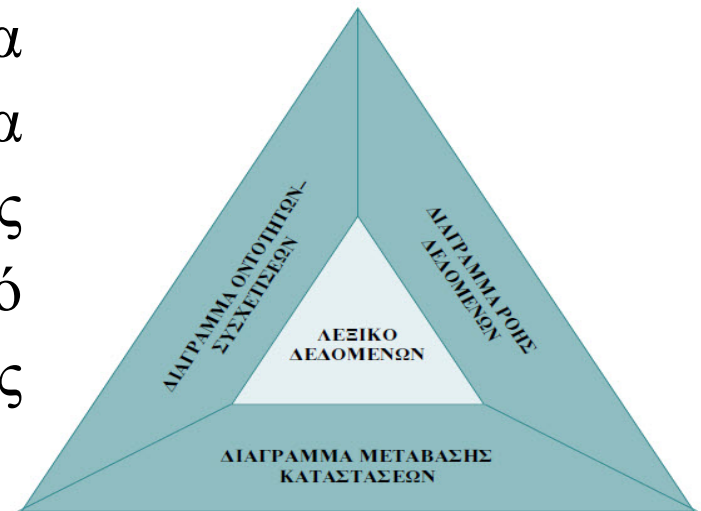 α
α
ς
ό
ς
ΔΙΑΓΡΑΜΜΑ ΟΝΤΟΤΗΤΩΝ–
ΣΥΣΧΕΤΙΣΕΩΝ
ΔΙΑΓΡΑΜΜΑ ΡΟΗΣ
ΔΕΔΟΜΕΝΩΝ
ΛΕΞΙΚΟ
ΔΕΔΟΜΕΝΩΝ
ΔΙΑΓΡΑΜΜΑ ΜΕΤΑΒΑΣΗΣ
ΚΑΤΑΣΤΑΣΕΩΝ